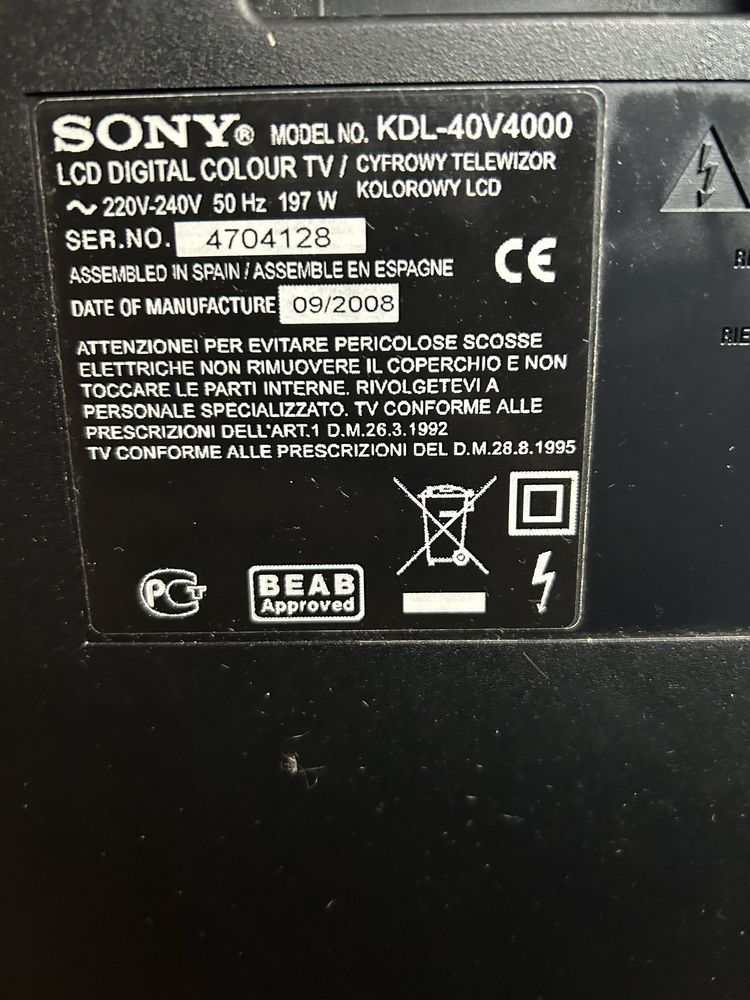 SONY® MODEL NO. KDL-40V4000
LCD DIGITAL COLOUR TV / CYFROWY TELEWIZOR
KOLOROWY LCD
~ 220V-240V 50 Hz 197 W
SER.NO. 4704128
ASSEMBLED IN SPAIN / ASSEMBLE EN ESPAGNE
CE
DATE OF MANUFACTURE 09/2008
ATTENZIONE! PER EVITARE PERICOLOSE SCOSSE
ELETTRICHE NON RIMUOVERE IL COPERCHIO E NON
TOCCARE LE PARTI INTERNE. RIVOLGETEVI A
PERSONALE SPECIALIZZATO. TV CONFORME ALLE
PRESCRIZIONI DELL'ART.1 D.M.26.3.1992
TV CONFORME ALLE PRESCRIZIONI DEL D.M.28.8.1995
BEAB
Approved